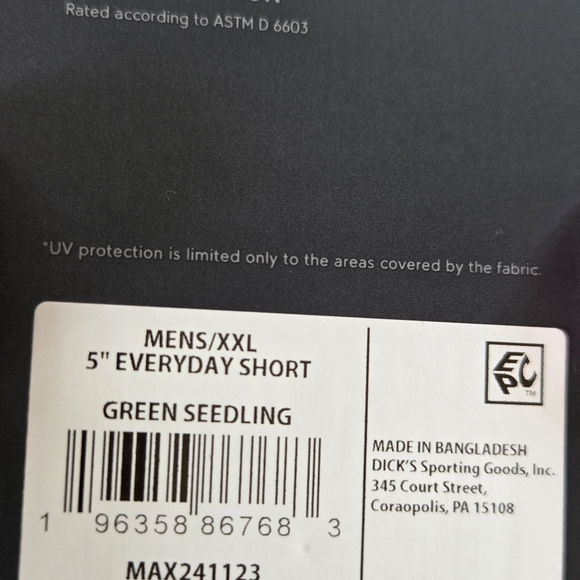 Rated according to ASTM D 6603
*UV protection is limited only to the areas covered by the fabric.
MENS/XXL
5" EVERYDAY SHORT
GREEN SEEDLING
1 96358 86768 3
MAX241123
EPC
TM
MADE IN BANGLADESH
DICK'S Sporting Goods, Inc.
345 Court Street,
Coraopolis, PA 15108